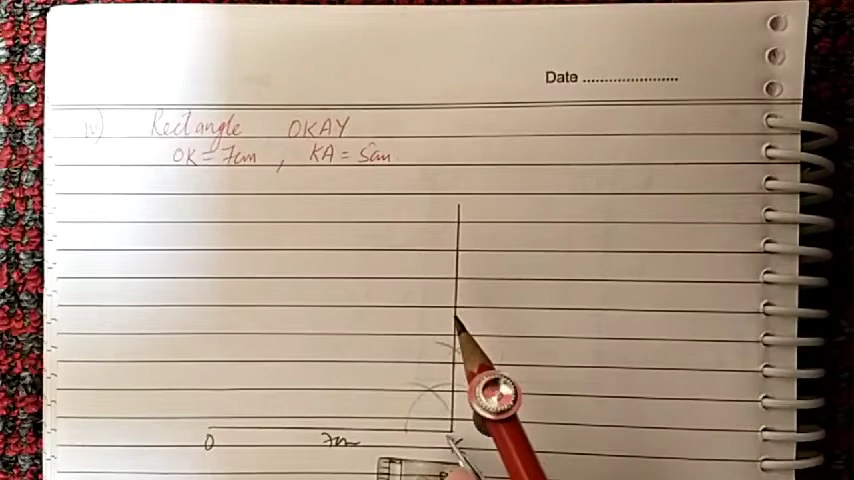 Date ........................
iv) Rectangle OKAY
OK = 7cm , KA = 5cm
O 7cm K